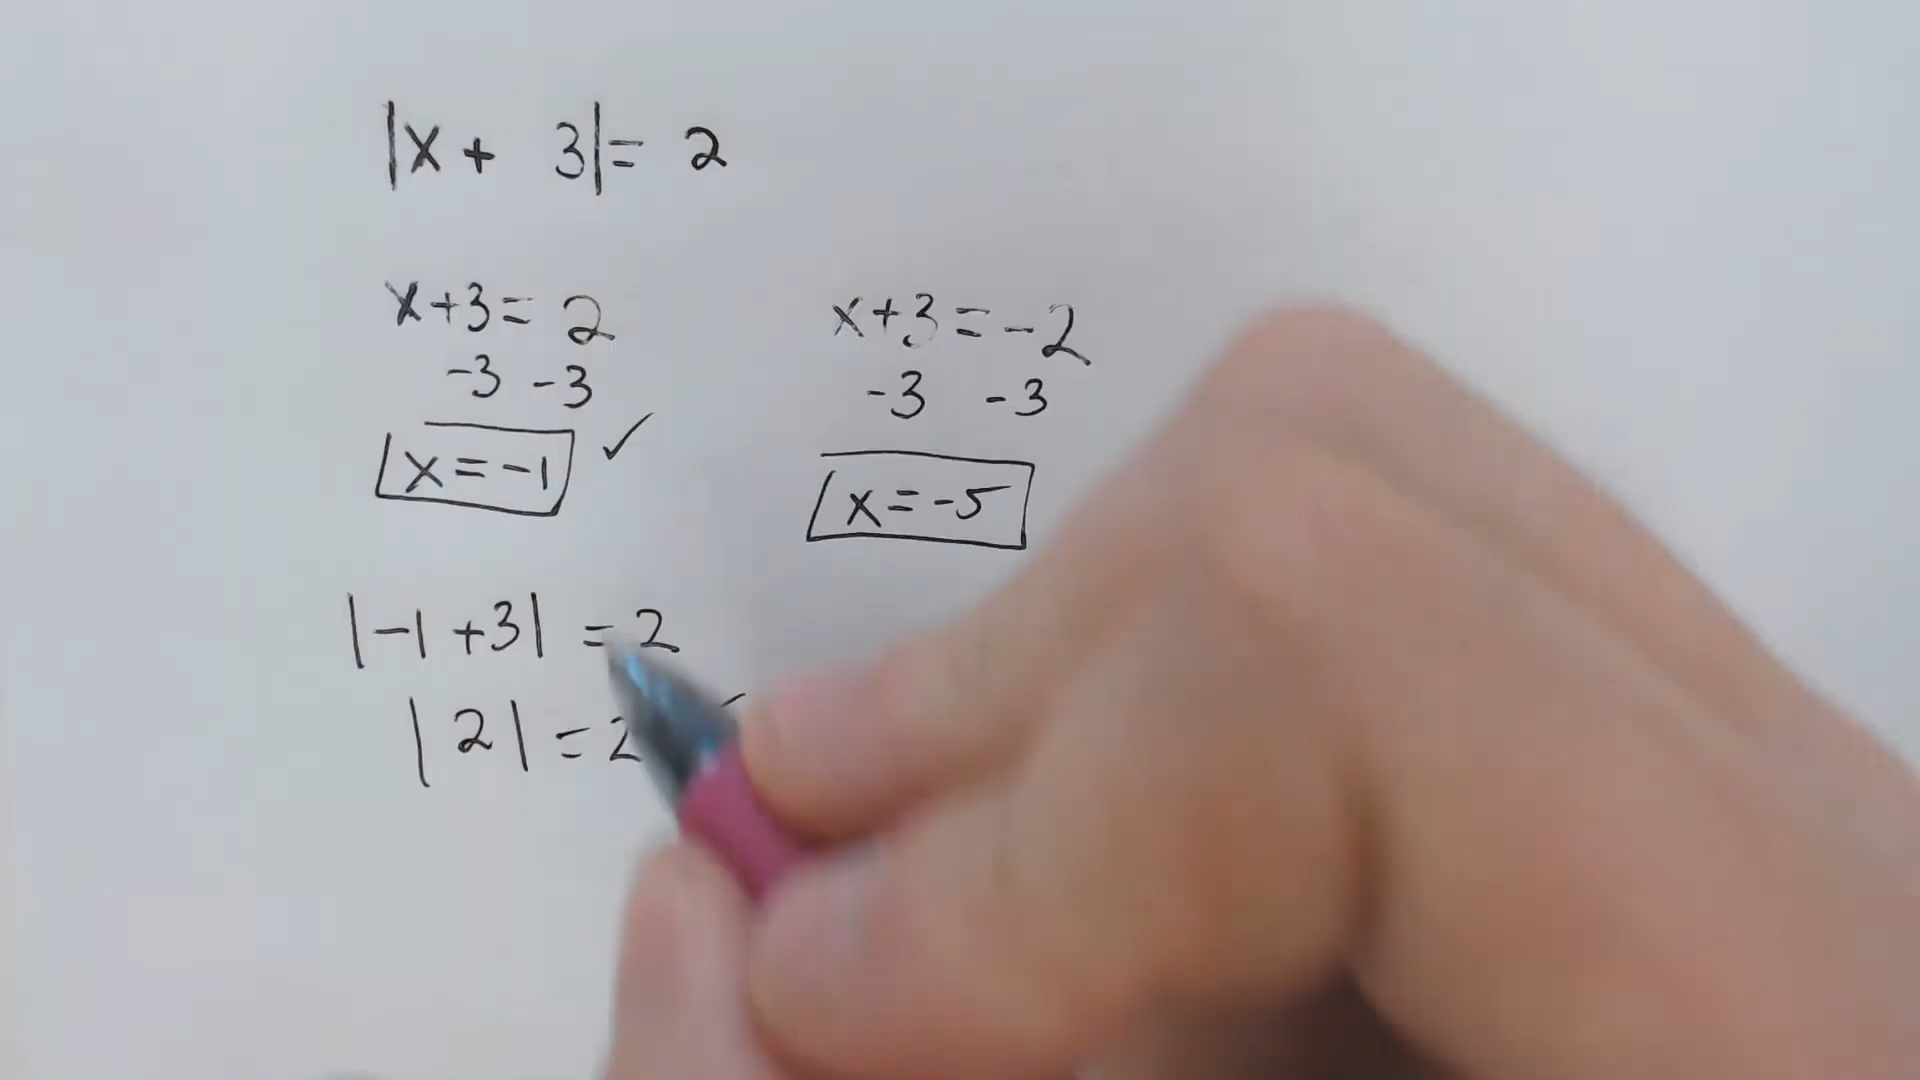 |x + 3| = 2
x+3 = 2
-3 -3
x = -1 ✓
x+3 = -2
-3 -3
x = -5
|-1 +3| = 2
|2| = 2